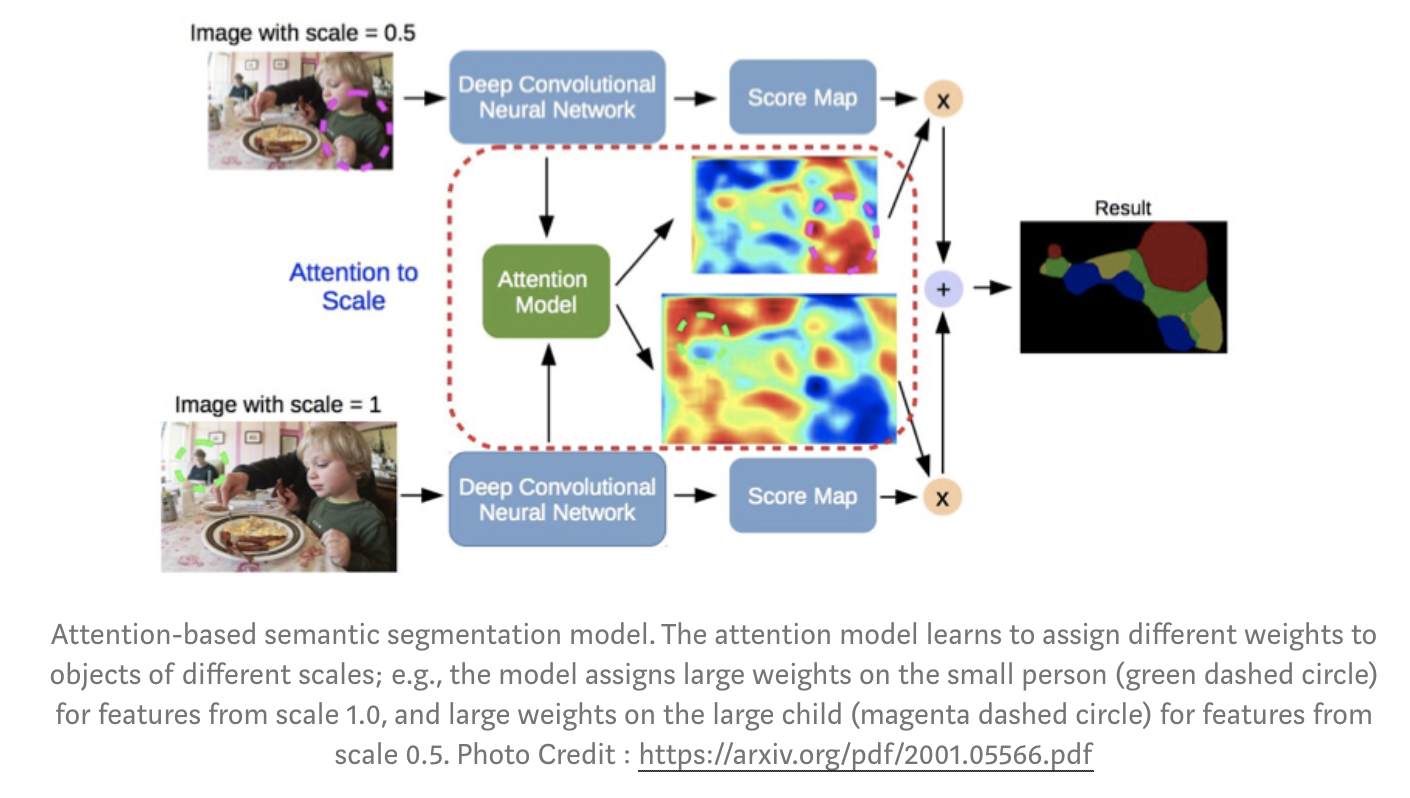 Image with scale = 0.5
Deep Convolutional
Neural Network
Score Map
x
Result
Attention to
Scale
Attention
Model
+
Image with scale = 1
Deep Convolutional
Neural Network
Score Map
x
Attention-based semantic segmentation model. The attention model learns to assign different weights to
objects of different scales; e.g., the model assigns large weights on the small person (green dashed circle)
for features from scale 1.0, and large weights on the large child (magenta dashed circle) for features from
scale 0.5. Photo Credit : https://arxiv.org/pdf/2001.05566.pdf